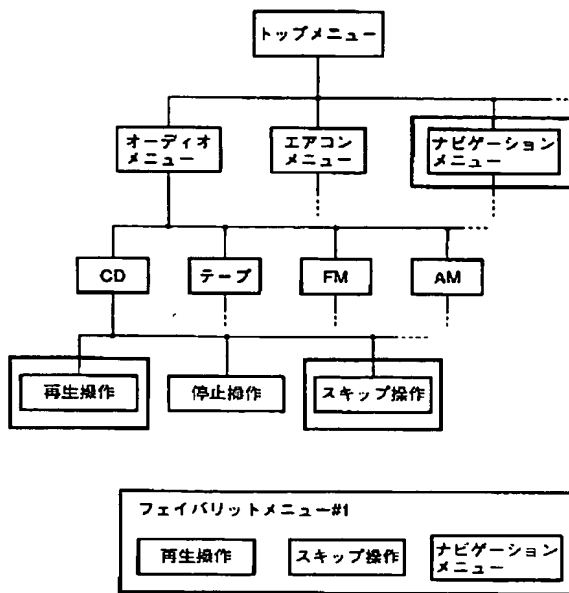 トップメニュー
オーディオ
メニュー
エアコン
メニュー
ナビゲーション
メニュー
CD
テープ
FM
AM
再生操作
停止操作
スキップ操作
フェイバリットメニュー#1
再生操作
スキップ操作
ナビゲーション
メニュー